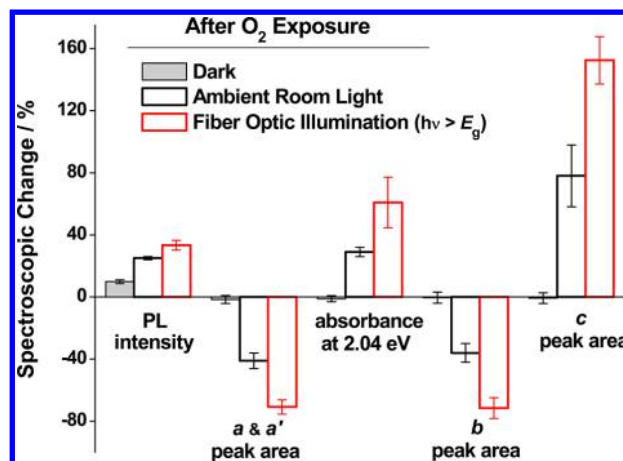 After O₂ Exposure
Dark
Ambient Room Light
Fiber Optic Illumination (hν > E_g)
Spectroscopic Change / %
160
120
80
40
0
-40
-80
PL
intensity
a & a'
peak area
absorbance
at 2.04 eV
b
peak area
c
peak area